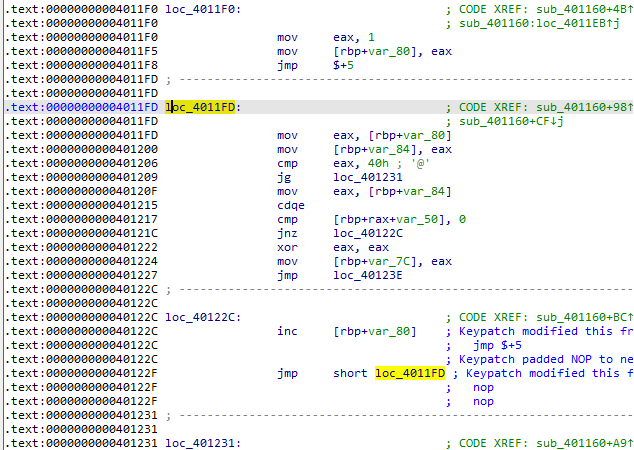 .text:00000000004011F0 loc_4011F0: ; CODE XREF: sub_401160+4B↑
.text:00000000004011F0 ; sub_401160:loc_4011EB↑j
.text:00000000004011F0 mov eax, 1
.text:00000000004011F5 mov [rbp+var_80], eax
.text:00000000004011F8 jmp $+5
.text:00000000004011FD ; ---------------------------------------------------------------------------
.text:00000000004011FD
.text:00000000004011FD loc_4011FD: ; CODE XREF: sub_401160+98↑
.text:00000000004011FD ; sub_401160+CF↓j
.text:00000000004011FD mov eax, [rbp+var_80]
.text:0000000000401200 mov [rbp+var_84], eax
.text:0000000000401206 cmp eax, 40h ; '@'
.text:0000000000401209 jg loc_401231
.text:000000000040120F mov eax, [rbp+var_84]
.text:0000000000401215 cdqe
.text:0000000000401217 cmp [rbp+rax+var_50], 0
.text:000000000040121C jnz loc_40122C
.text:0000000000401222 xor eax, eax
.text:0000000000401224 mov [rbp+var_7C], eax
.text:0000000000401227 jmp loc_40123E
.text:000000000040122C ; ---------------------------------------------------------------------------
.text:000000000040122C
.text:000000000040122C loc_40122C: ; CODE XREF: sub_401160+BC↑
.text:000000000040122C inc [rbp+var_80] ; Keypatch modified this fr
.text:000000000040122C ; jmp $+5
.text:000000000040122C ; Keypatch padded NOP to ne
.text:000000000040122F jmp short loc_4011FD ; Keypatch modified this f
.text:000000000040122F ; nop
.text:000000000040122F ; nop
.text:0000000000401231 ; ---------------------------------------------------------------------------
.text:0000000000401231
.text:0000000000401231 loc_401231: ; CODE XREF: sub_401160+A9↑